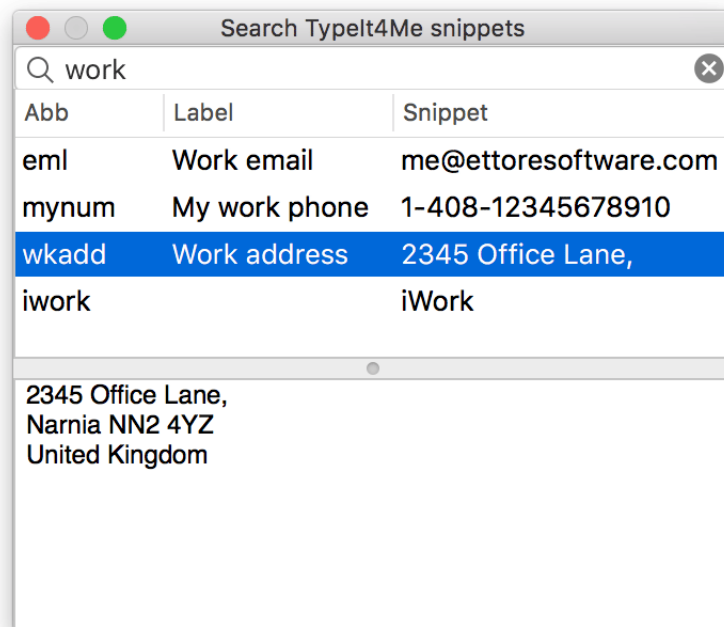 Search TypeIt4Me snippets
work
Abb Label Snippet
eml Work email me@ettoresoftware.com
mynum My work phone 1-408-12345678910
wkadd Work address 2345 Office Lane,
iwork iWork
2345 Office Lane,
Narnia NN2 4YZ
United Kingdom